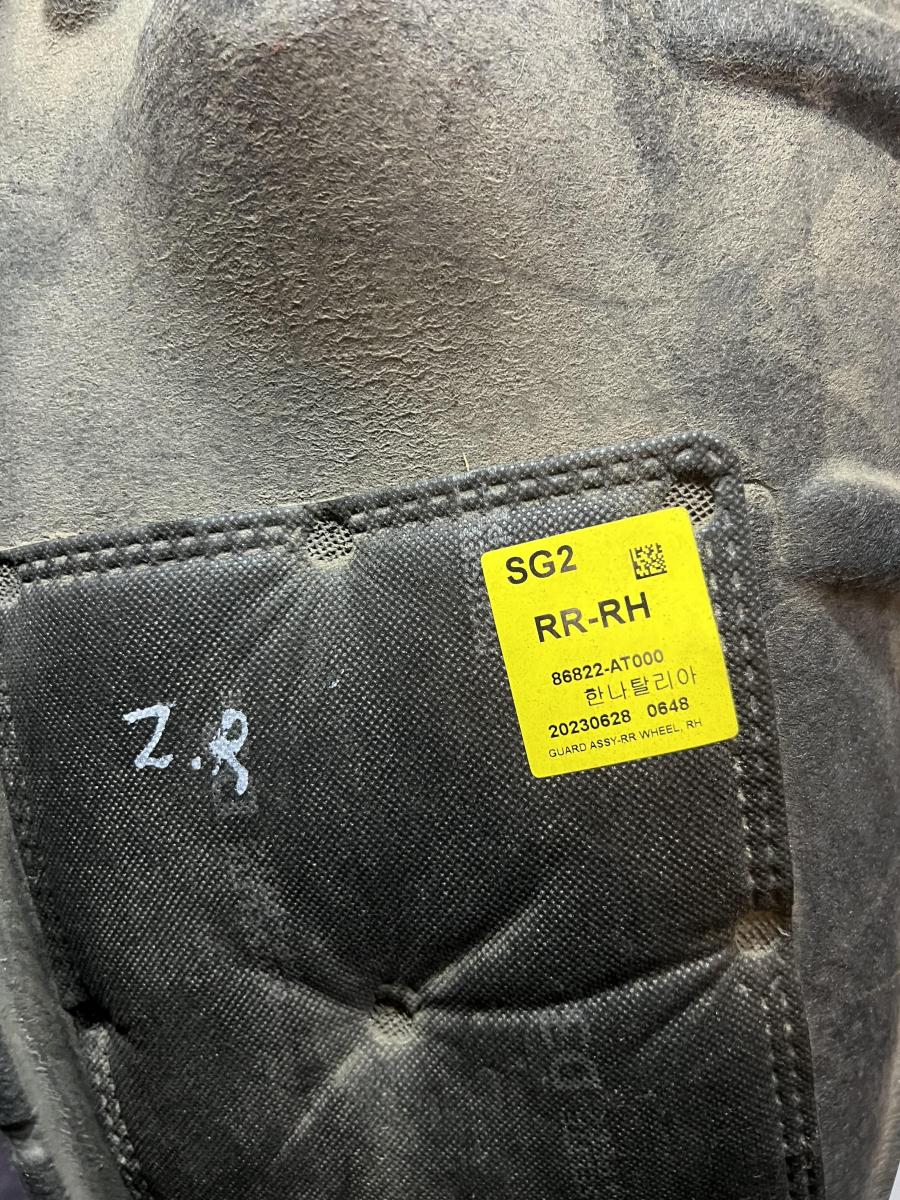 SG2
RR-RH
86822-AT000
한나탈리아
20230628 0648
GUARD ASSY-RR WHEEL, RH
Z.R